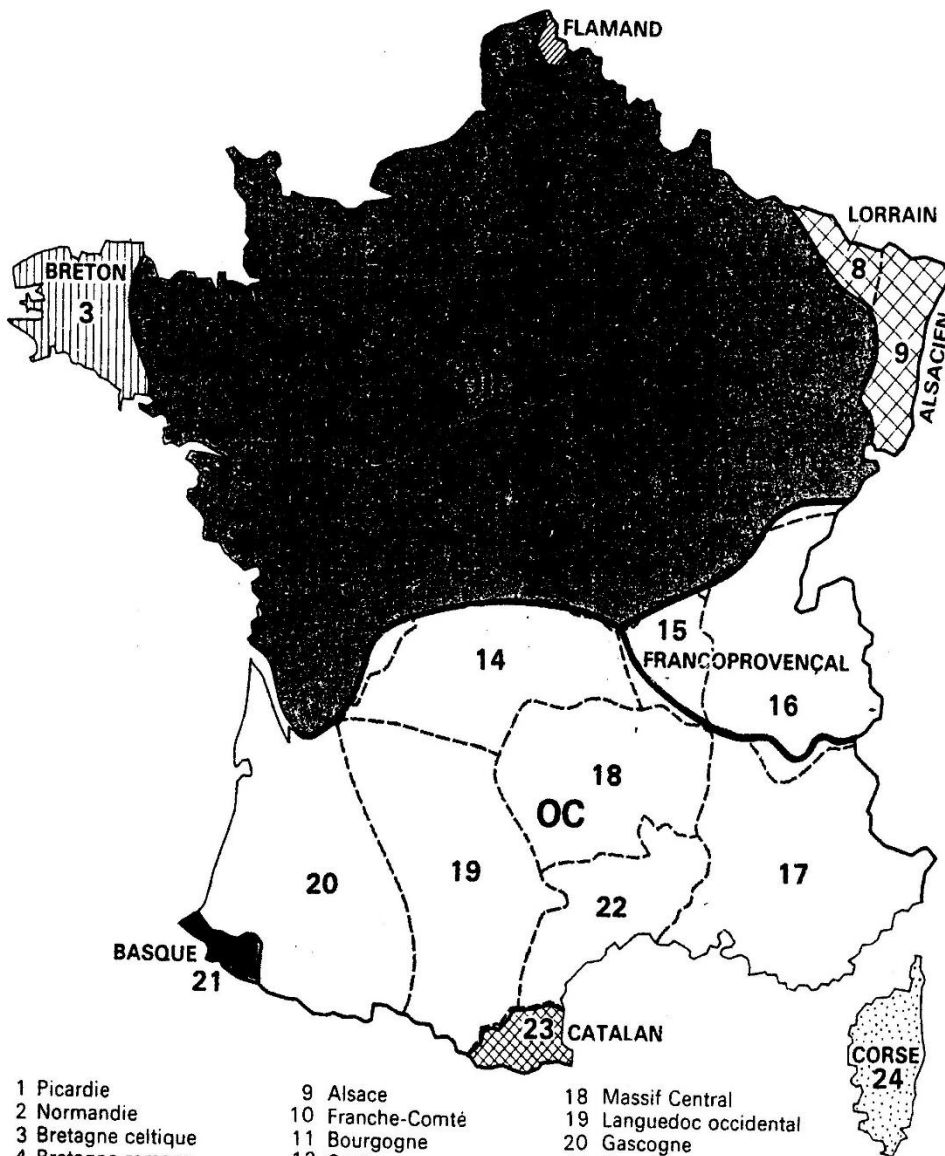 FLAMAND
LORRAIN
8
BRETON
3
9
ALSACIEN
15
14
FRANCOPROVENÇAL
16
18
OC
19
17
20
22
BASQUE
21
23 CATALAN
CORSE
24
1 Picardie
2 Normandie
3 Bretagne celtique
9 Alsace
10 Franche-Comté
11 Bourgogne
18 Massif Central
19 Languedoc occidental
20 Gascogne